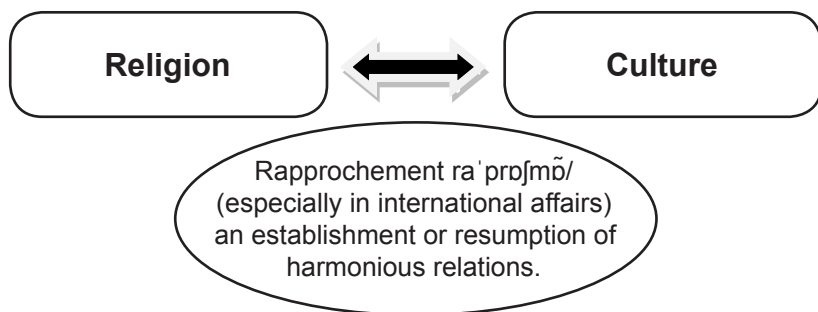 Religion
Culture
Rapprochement raˈprɒʃmɒ̃/
(especially in international affairs)
an establishment or resumption of
harmonious relations.